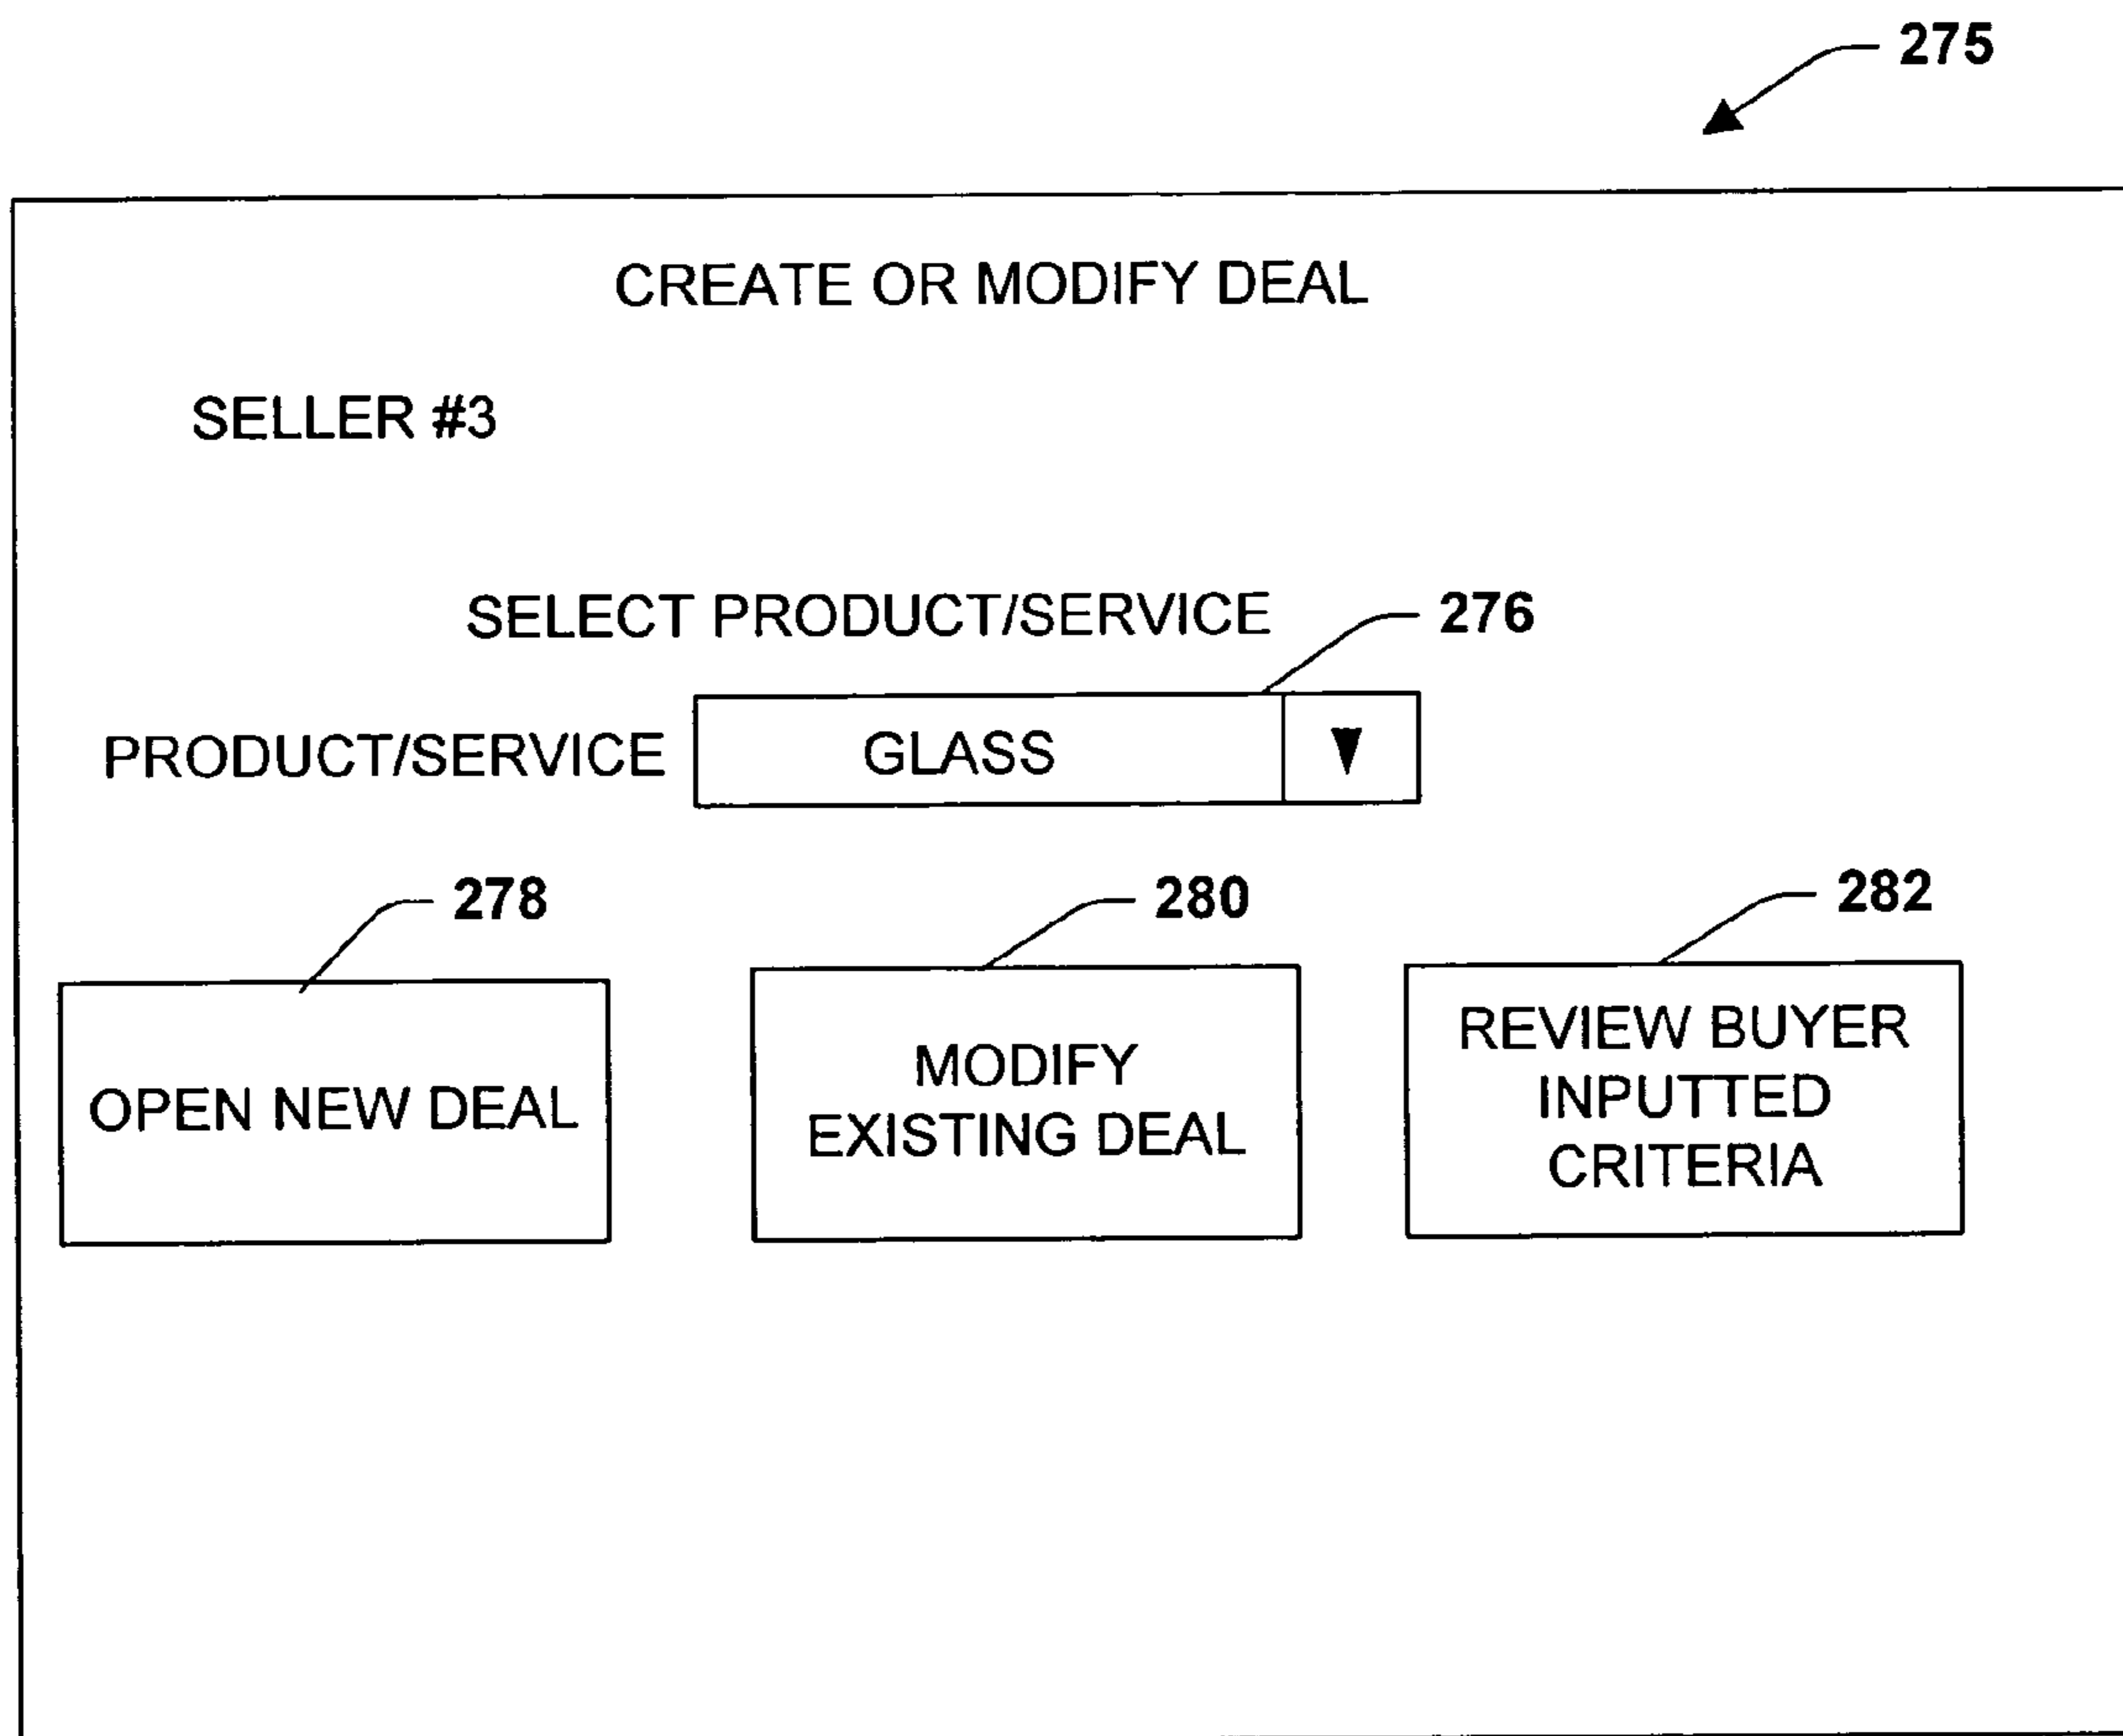 275
CREATE OR MODIFY DEAL
SELLER #3
SELECT PRODUCT/SERVICE
276
PRODUCT/SERVICE GLASS
278
280
282
OPEN NEW DEAL
MODIFY
EXISTING DEAL
REVIEW BUYER
INPUTTED
CRITERIA